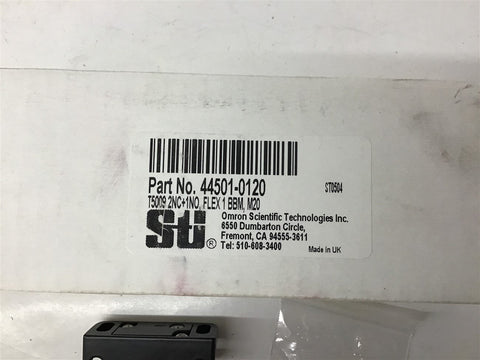 Part No. 44501-0120
ST0504
T5009 2NC+1NO, FLEX 1 BBM, M20
Sti ®
Omron Scientific Technologies Inc.
6550 Dumbarton Circle,
Fremont, CA 94555-3611
Tel: 510-608-3400
Made in UK